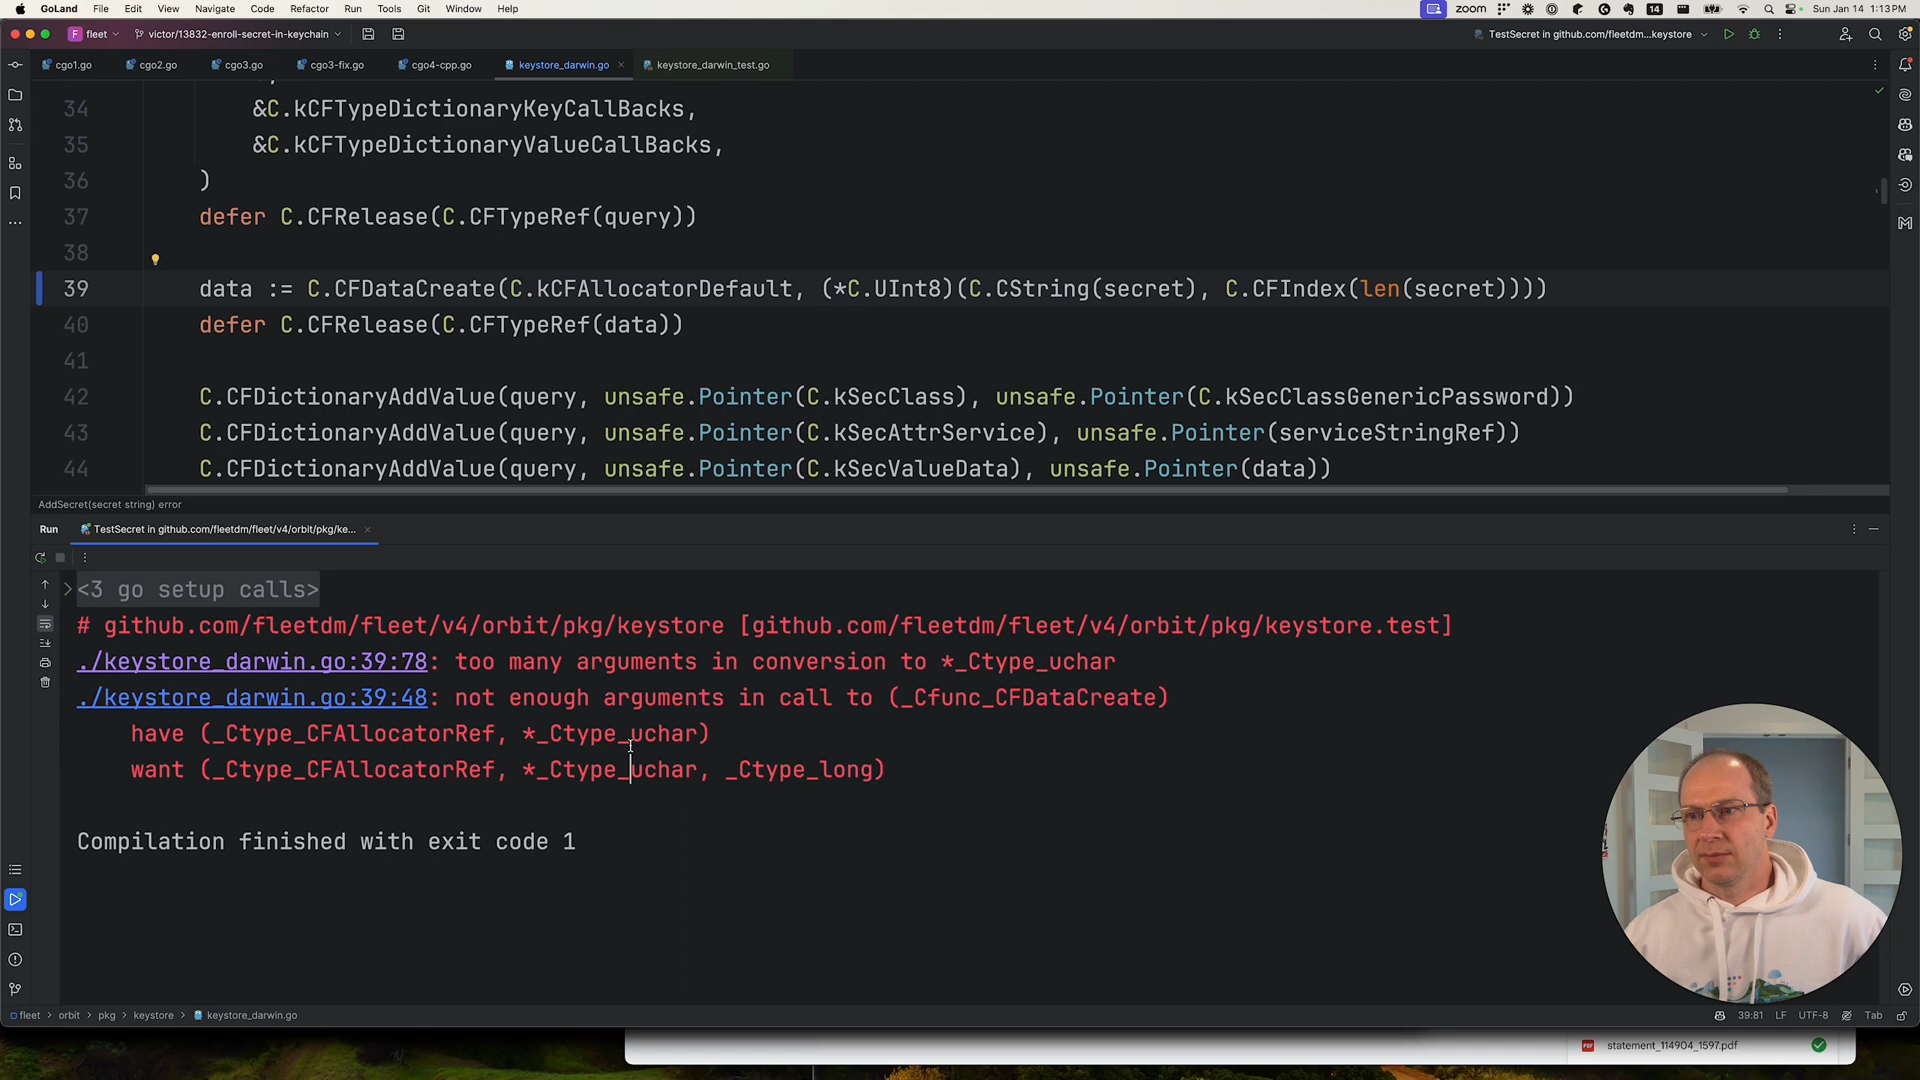 GoLand File Edit View Navigate Code Refactor Run Tools Git Window Help
zoom 14 Sun Jan 14 1:13 PM
F fleet victor/13832-enroll-secret-in-keychain TestSecret in github.com/fleetdm...keystore
cgo1.go cgo2.go cgo3.go cgo3-fix.go cgo4-cpp.go keystore_darwin.go keystore_darwin_test.go
34 &C.kCFTypeDictionaryKeyCallBacks,
35 &C.kCFTypeDictionaryValueCallBacks,
36 )
37 defer C.CFRelease(C.CFTypeRef(query))
38
39 data := C.CFDataCreate(C.kCFAllocatorDefault, (*C.UInt8)(C.CString(secret), C.CFIndex(len(secret))))
40 defer C.CFRelease(C.CFTypeRef(data))
41
42 C.CFDictionaryAddValue(query, unsafe.Pointer(C.kSecClass), unsafe.Pointer(C.kSecClassGenericPassword))
43 C.CFDictionaryAddValue(query, unsafe.Pointer(C.kSecAttrService), unsafe.Pointer(serviceStringRef))
44 C.CFDictionaryAddValue(query, unsafe.Pointer(C.kSecValueData), unsafe.Pointer(data))
AddSecret(secret string) error
Run TestSecret in github.com/fleetdm/fleet/v4/orbit/pkg/ke...
<3 go setup calls>
# github.com/fleetdm/fleet/v4/orbit/pkg/keystore [github.com/fleetdm/fleet/v4/orbit/pkg/keystore.test]
./keystore_darwin.go:39:78: too many arguments in conversion to *_Ctype_uchar
./keystore_darwin.go:39:48: not enough arguments in call to (_Cfunc_CFDataCreate)
have (_Ctype_CFAllocatorRef, *_Ctype_uchar)
want (_Ctype_CFAllocatorRef, *_Ctype_uchar, _Ctype_long)
Compilation finished with exit code 1
fleet orbit pkg keystore keystore_darwin.go 39:81 LF UTF-8 Tab
PDF statement_114904_1597.pdf